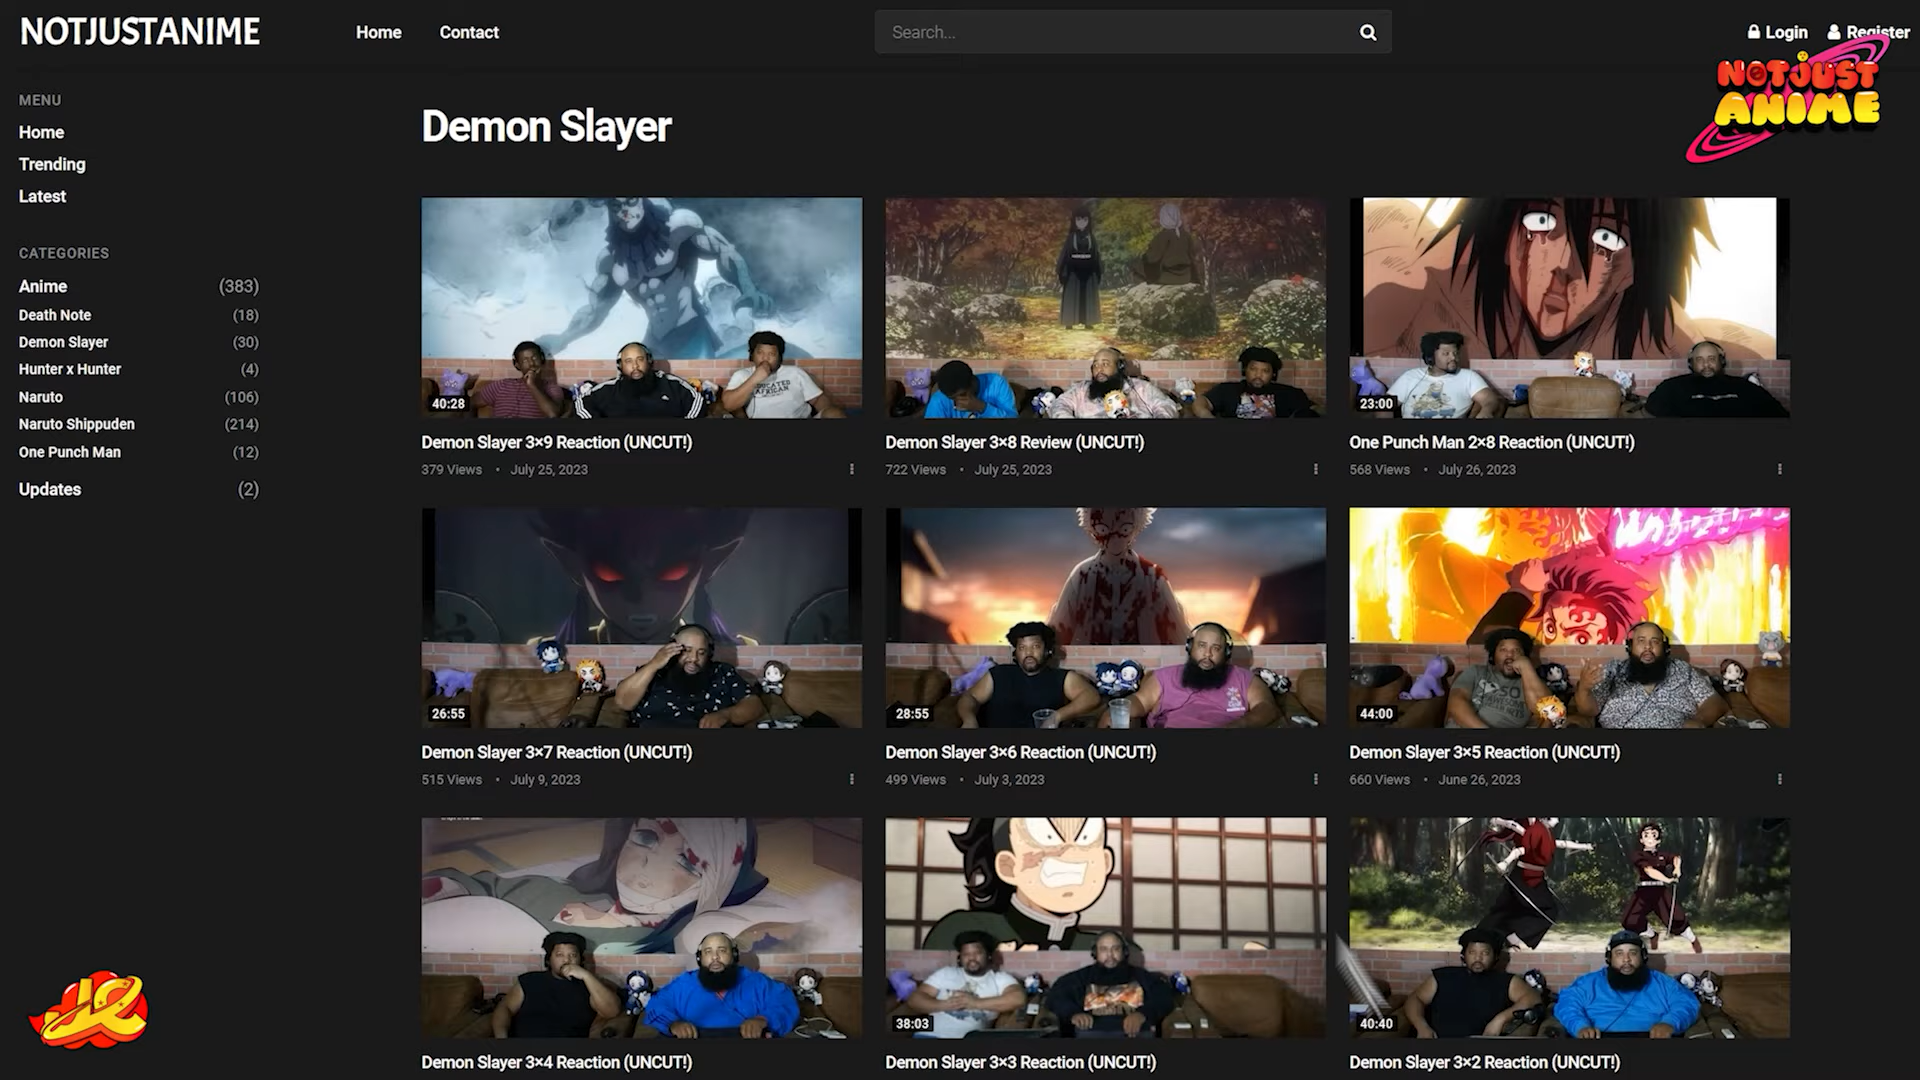 NOTJUSTANIME
Home
Contact
Search...
Login
Register
NOTJUST
ANIME
MENU
Home
Trending
Latest
CATEGORIES
Anime (383)
Death Note (18)
Demon Slayer (30)
Hunter x Hunter (4)
Naruto (106)
Naruto Shippuden (214)
One Punch Man (12)
Updates (2)
Demon Slayer
40:28
Demon Slayer 3×9 Reaction (UNCUT!)
379 Views • July 25, 2023
Demon Slayer 3×8 Review (UNCUT!)
722 Views • July 25, 2023
23:00
One Punch Man 2×8 Reaction (UNCUT!)
568 Views • July 26, 2023
26:55
Demon Slayer 3×7 Reaction (UNCUT!)
515 Views • July 9, 2023
28:55
Demon Slayer 3×6 Reaction (UNCUT!)
499 Views • July 3, 2023
44:00
Demon Slayer 3×5 Reaction (UNCUT!)
660 Views • June 26, 2023
Demon Slayer 3×4 Reaction (UNCUT!)
38:03
Demon Slayer 3×3 Reaction (UNCUT!)
40:40
Demon Slayer 3×2 Reaction (UNCUT!)